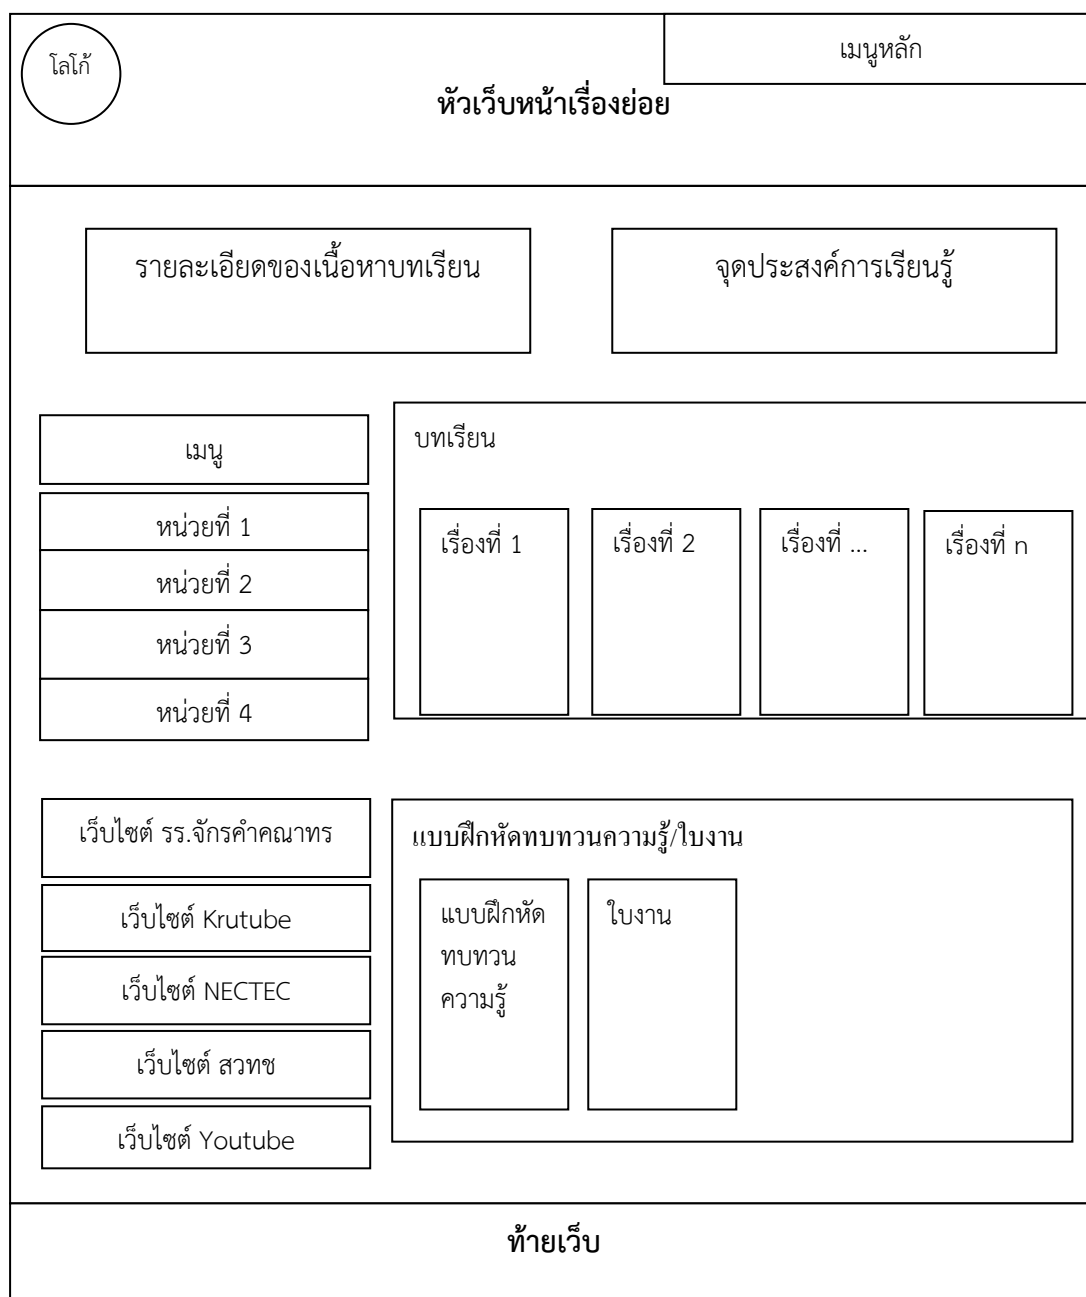 โลโก้
เมนูหลัก
หัวเว็บหน้าเรื่องย่อย
รายละเอียดของเนื้อหาบทเรียน
จุดประสงค์การเรียนรู้
เมนู
หน่วยที่ 1
หน่วยที่ 2
หน่วยที่ 3
หน่วยที่ 4
บทเรียน
เรื่องที่ 1
เรื่องที่ 2
เรื่องที่ ...
เรื่องที่ n
เว็บไซต์ รร.จักรคำคณาทร
เว็บไซต์ Krutube
เว็บไซต์ NECTEC
เว็บไซต์ สวทช
เว็บไซต์ Youtube
แบบฝึกหัดทบทวนความรู้/ใบงาน
แบบฝึกหัด
ทบทวน
ความรู้
ใบงาน
ท้ายเว็บ